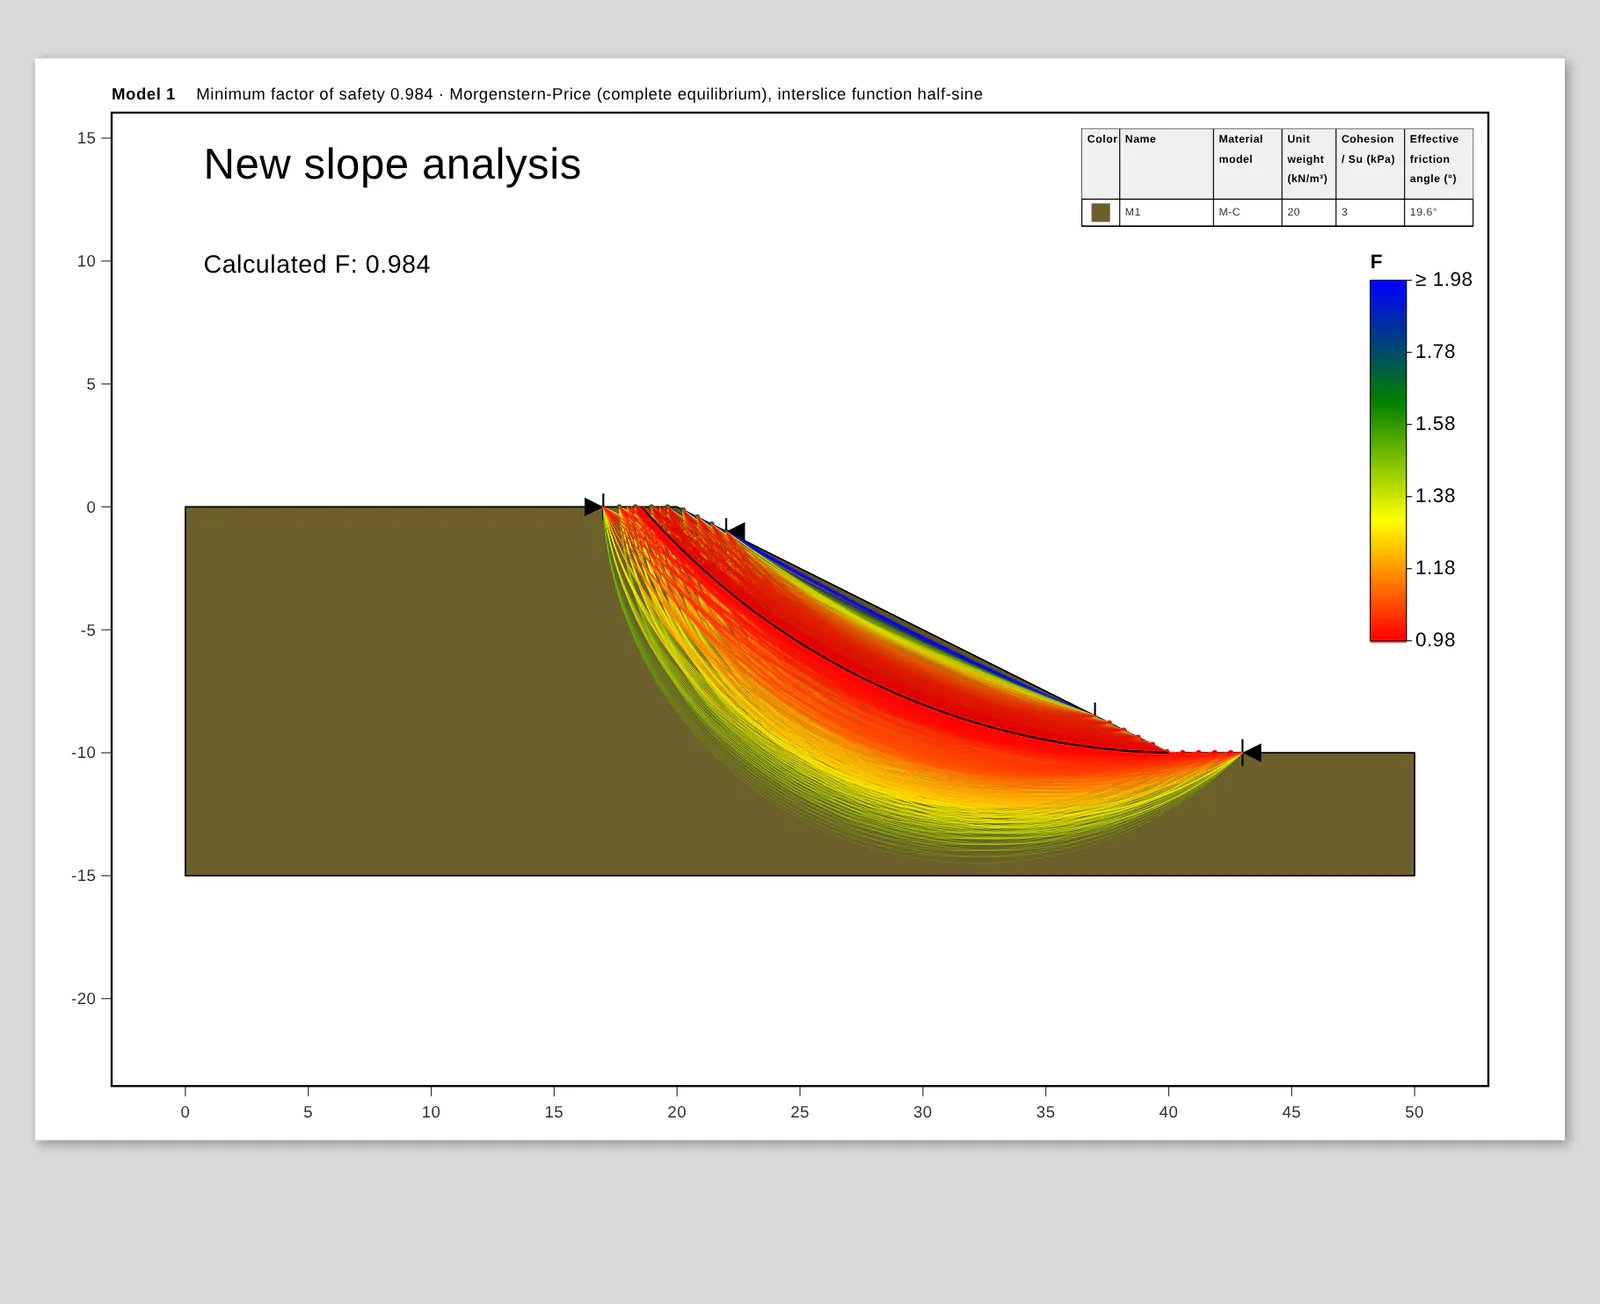 Model 1 Minimum factor of safety 0.984 · Morgenstern-Price (complete equilibrium), interslice function half-sine
New slope analysis
Calculated F: 0.984
Color Name Material model Unit weight (kN/m³) Cohesion / Su (kPa) Effective friction angle (°)
M1 M-C 20 3 19.6°
F
≥ 1.98
1.78
1.58
1.38
1.18
0.98
15
10
5
0
-5
-10
-15
-20
0 5 10 15 20 25 30 35 40 45 50